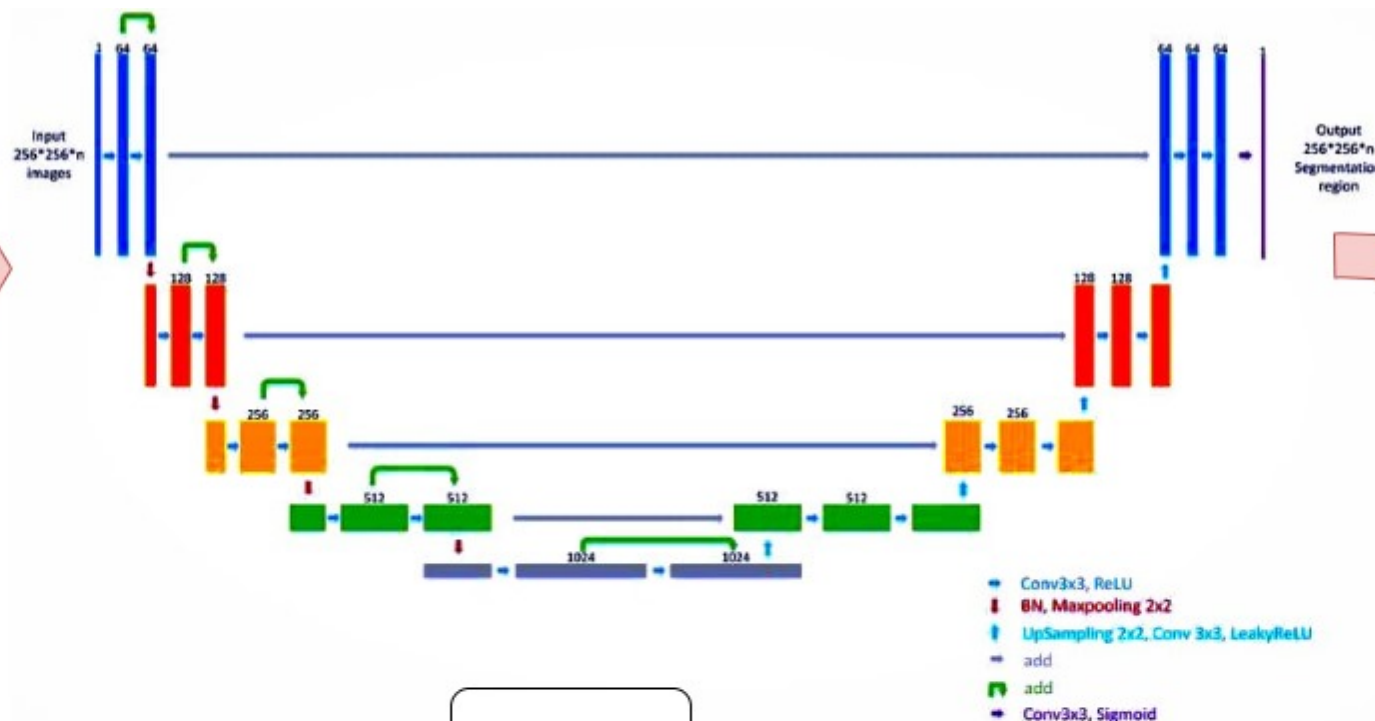 1 64 64
64 64 64 1
Input
256*256*n
images
Output
256*256*n
Segmentatio
region
128 128
128 128
256 256
256 256
512 512
512 512
1024 1024
Conv3x3, ReLU
BN, Maxpooling 2x2
UpSampling 2x2, Conv 3x3, LeakyReLU
add
add
Conv3x3, Sigmoid